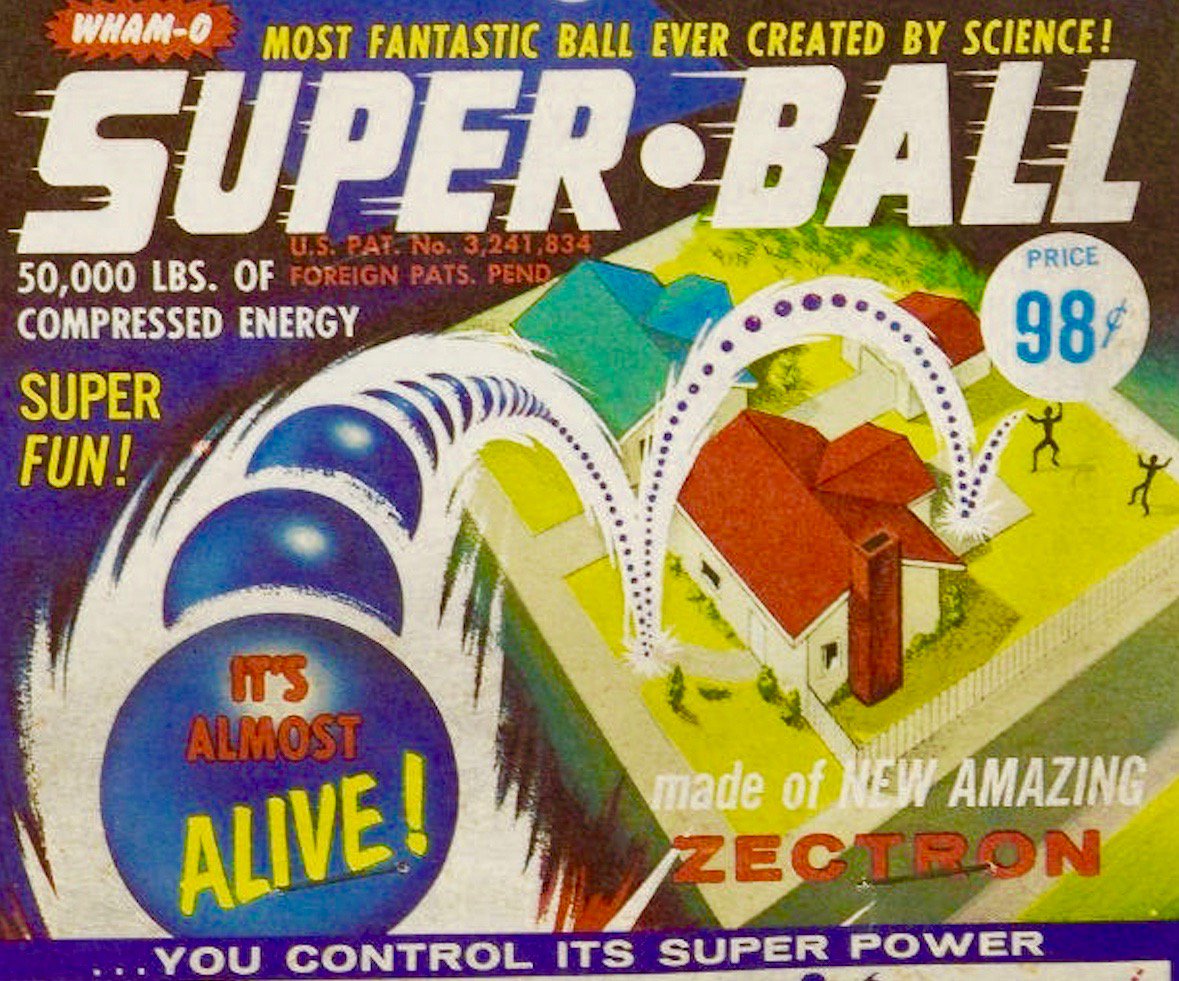 WHAM-O
MOST FANTASTIC BALL EVER CREATED BY SCIENCE!
SUPER•BALL
U.S. PAT. No. 3,241,834
FOREIGN PATS. PEND.
50,000 LBS. OF
COMPRESSED ENERGY
PRICE
98¢
SUPER
FUN!
IT'S
ALMOST
ALIVE!
made of NEW AMAZING
ZECTRON
...YOU CONTROL ITS SUPER POWER